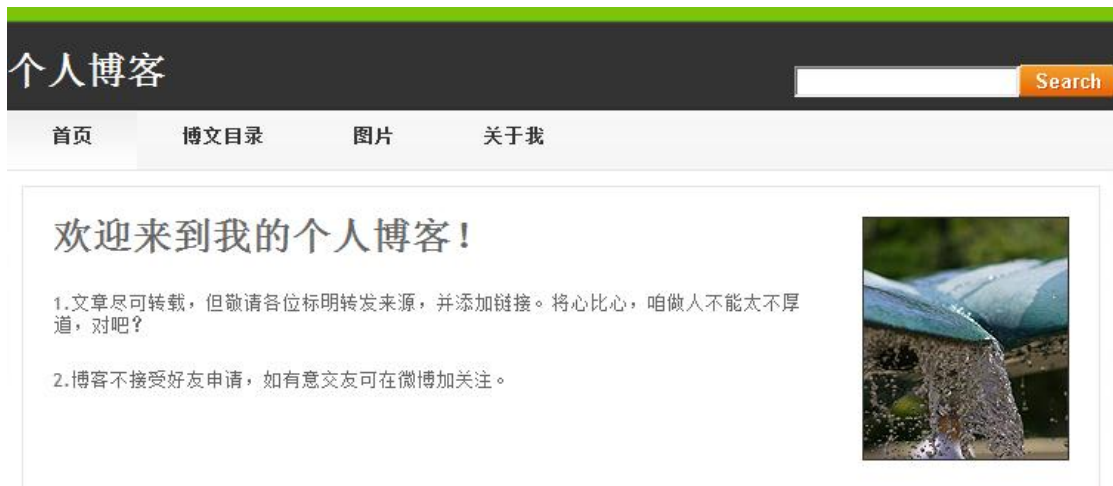 个人博客
Search
首页 博文目录 图片 关于我
欢迎来到我的个人博客!
1.文章尽可转载，但敬请各位标明转发来源，并添加链接。将心比心，咱做人不能太不厚
道，对吧？
2.博客不接受好友申请，如有意交友可在微博加关注。